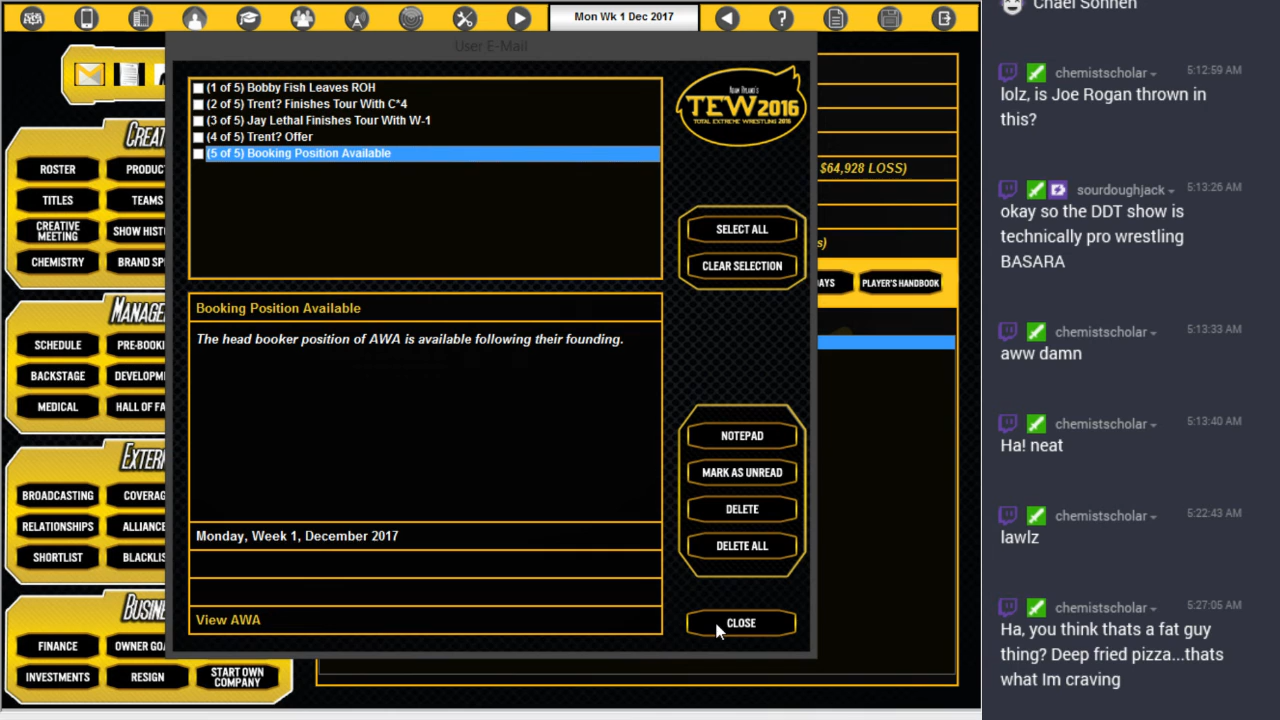 Mon Wk 1 Dec 2017
User E-Mail
(1 of 5) Bobby Fish Leaves ROH
(2 of 5) Trent? Finishes Tour With C*4
(3 of 5) Jay Lethal Finishes Tour With W-1
(4 of 5) Trent? Offer
(5 of 5) Booking Position Available
TEW2016
TOTAL EXTREME WRESTLING 2016
SELECT ALL
CLEAR SELECTION
Booking Position Available
The head booker position of AWA is available following their founding.
NOTEPAD
MARK AS UNREAD
DELETE
DELETE ALL
Monday, Week 1, December 2017
View AWA
CLOSE
CREAT
ROSTER
PRODUC
TITLES
TEAMS
CREATIVE
MEETING
SHOW HIST
CHEMISTRY
BRAND SP
MANAGE
SCHEDULE
PRE-BOOKI
BACKSTAGE
DEVELOPM
MEDICAL
HALL OF FA
EXTER
BROADCASTING
COVERAG
RELATIONSHIPS
ALLIANC
SHORTLIST
BLACKLIS
BUSIN
FINANCE
OWNER GOA
INVESTMENTS
RESIGN
START OWN
COMPANY
$64,928 LOSS)
s)
AYS
PLAYER'S HANDBOOK
Chael Sonnen
chemistscholar 5:12:59 AM
lolz, is Joe Rogan thrown in
this?
sourdoughjack 5:13:26 AM
okay so the DDT show is
technically pro wrestling
BASARA
chemistscholar 5:13:33 AM
aww damn
chemistscholar 5:13:40 AM
Ha! neat
chemistscholar 5:22:43 AM
lawlz
chemistscholar 5:27:05 AM
Ha, you think thats a fat guy
thing? Deep fried pizza...thats
what Im craving